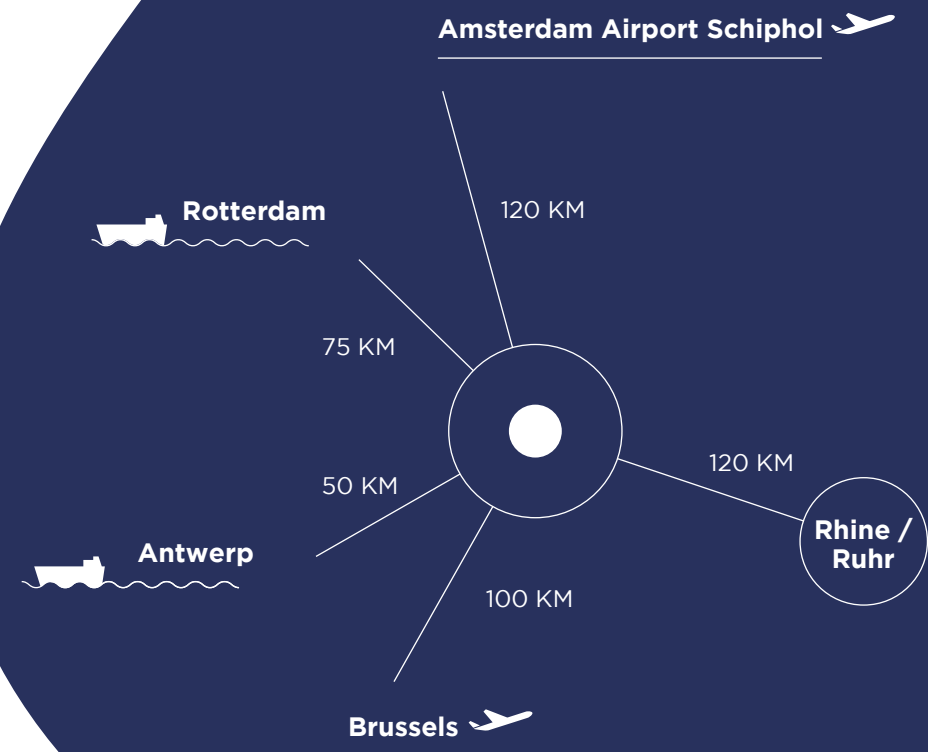 Amsterdam Airport Schiphol
120 KM
Rotterdam
75 KM
120 KM
50 KM
Rhine /
Ruhr
Antwerp
100 KM
Brussels